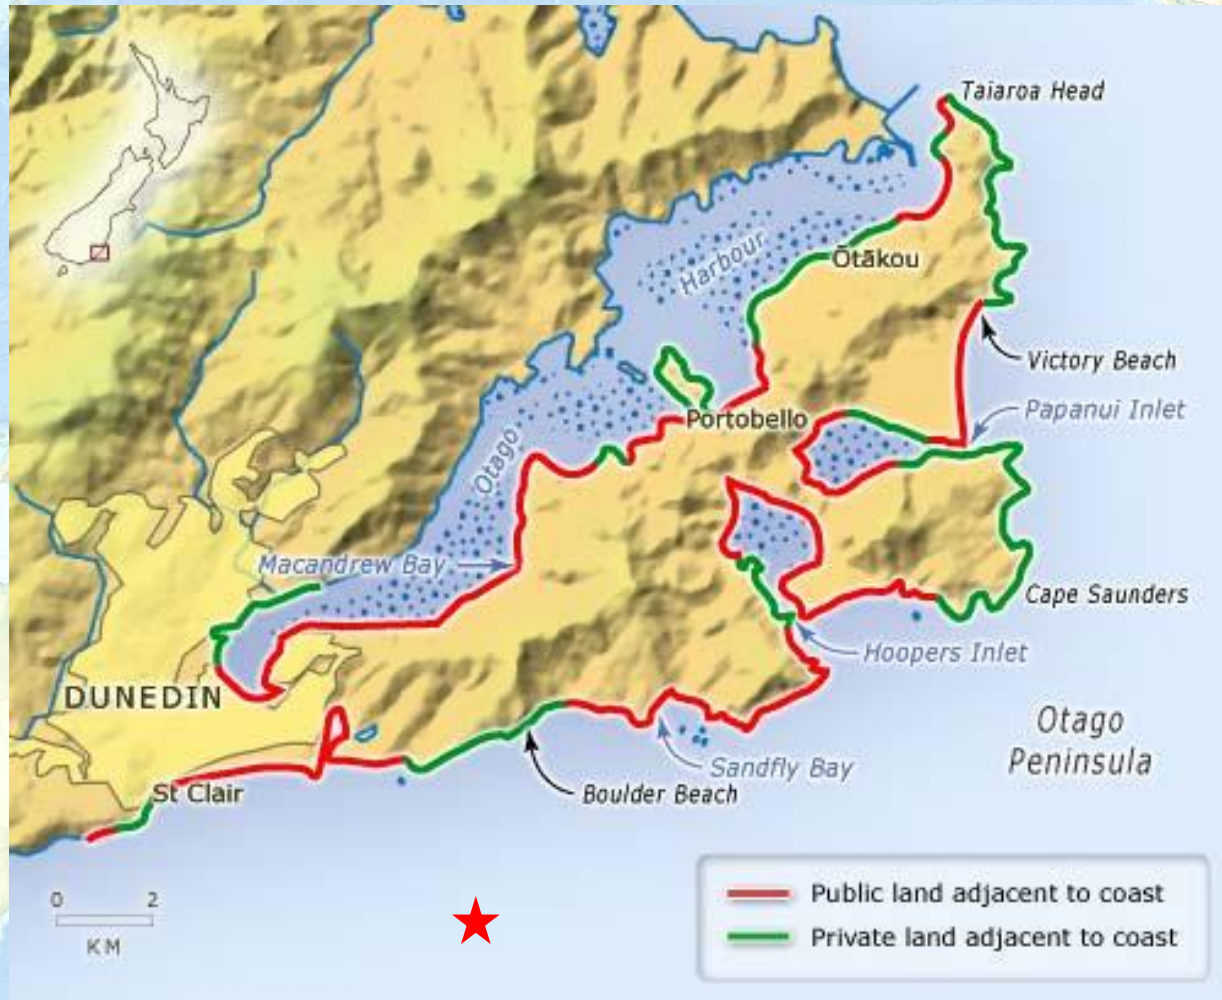 Taiaroa Head
Harbour
Ōtākou
Victory Beach
Papanui Inlet
Portobello
Otago
Macandrew Bay
Cape Saunders
Hoopers Inlet
DUNEDIN
Otago
Peninsula
Sandfly Bay
Boulder Beach
St Clair
0 2
KM
Public land adjacent to coast
Private land adjacent to coast